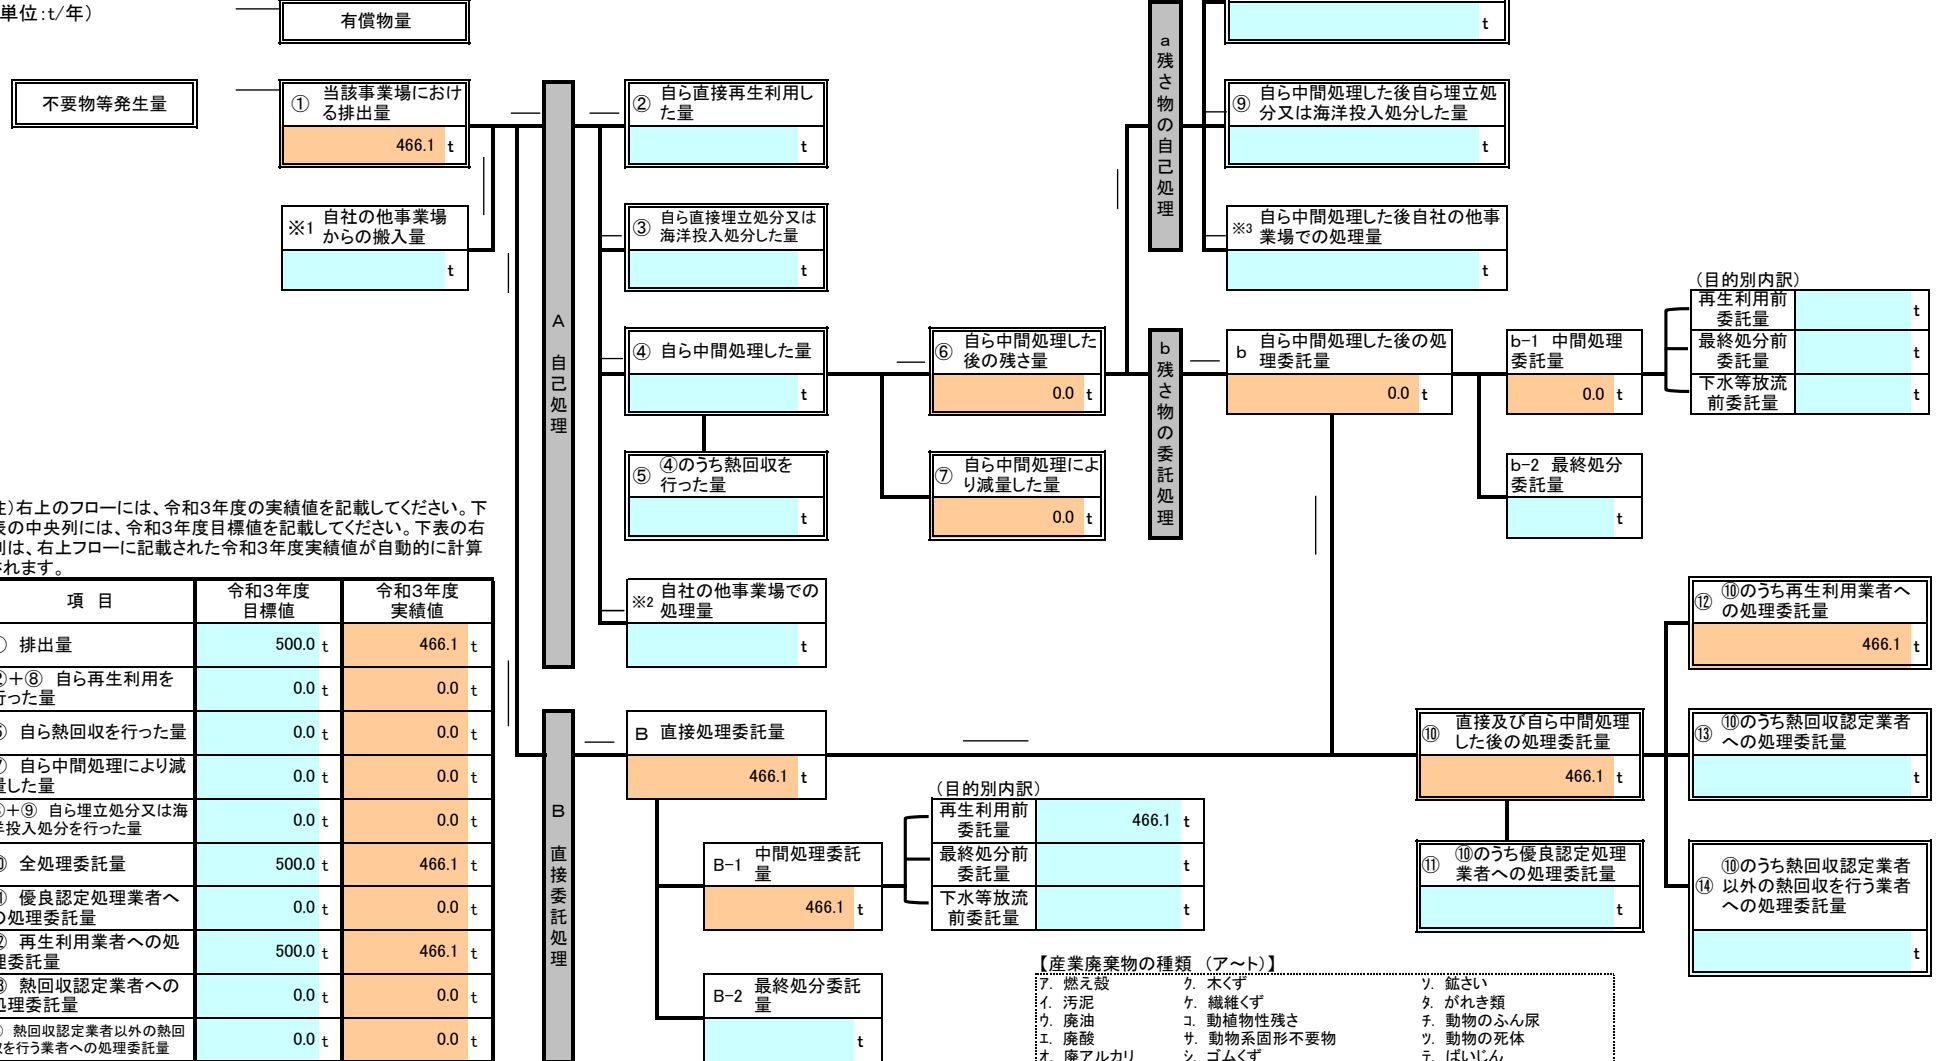 単位:t/年)
有償物量
t
不要物等発生量
① 当該事業場におけ
る排出量
466.1 t
※1 自社の他事業場
からの搬入量
t
A 自己処理
② 自ら直接再生利用し
た量
t
③ 自ら直接埋立処分又は
海洋投入処分した量
t
④ 自ら中間処理した量
t
⑤ ④のうち熱回収を
行った量
t
※2 自社の他事業場での
処理量
t
⑥ 自ら中間処理した
後の残さ量
0.0 t
⑦ 自ら中間処理によ
り減量した量
0.0 t
a残さ物の自己処理
⑨ 自ら中間処理した後自ら埋立処
分又は海洋投入処分した量
t
※3 自ら中間処理した後自社の他事
業場での処理量
t
b残さ物の委託処理
b 自ら中間処理した後の処
理委託量
0.0 t
b-1 中間処理
委託量
0.0 t
b-2 最終処分
委託量
t
(目的別内訳)
再生利用前
委託量
t
最終処分前
委託量
t
下水等放流
前委託量
t
注)右上のフローには、令和3年度の実績値を記載してください。下
表の中央列には、令和3年度目標値を記載してください。下表の右
列は、右上フローに記載された令和3年度実績値が自動的に計算
されます。
項 目
令和3年度
目標値
令和3年度
実績値
排出量 500.0 t 466.1 t
②+⑧ 自ら再生利用を
行った量 0.0 t 0.0 t
自ら熱回収を行った量 0.0 t 0.0 t
⑦ 自ら中間処理により減
量した量 0.0 t 0.0 t
③+⑨ 自ら埋立処分又は海
洋投入処分を行った量 0.0 t 0.0 t
全処理委託量 500.0 t 466.1 t
優良認定処理業者へ
の処理委託量 0.0 t 0.0 t
再生利用業者への処
理委託量 500.0 t 466.1 t
熱回収認定業者への
処理委託量 0.0 t 0.0 t
熱回収認定業者以外の熱回
収を行う業者への処理委託量 0.0 t 0.0 t
B 直接委託処理
B 直接処理委託量
466.1 t
B-1 中間処理委託
量
466.1 t
B-2 最終処分委託
量
t
(目的別内訳)
再生利用前
委託量
466.1 t
最終処分前
委託量
t
下水等放流
前委託量
t
⑩ 直接及び自ら中間処理
した後の処理委託量
466.1 t
⑪ ⑩のうち優良認定処理
業者への処理委託量
t
⑫ ⑩のうち再生利用業者へ
の処理委託量
466.1 t
⑬ ⑩のうち熱回収認定業者
への処理委託量
t
⑭ ⑩のうち熱回収認定業者
以外の熱回収を行う業者
への処理委託量
t
【産業廃棄物の種類 (ア~ト)】
ア. 燃え殻 ク. 木くず ソ. 鉱さい
イ. 汚泥 ケ. 繊維くず タ. がれき類
ウ. 廃油 コ. 動植物性残さ チ. 動物のふん尿
エ. 廃酸 サ. 動物系固形不要物 ツ. 動物の死体
オ. 廃アルカリ シ. ゴムくず テ. ばいじん